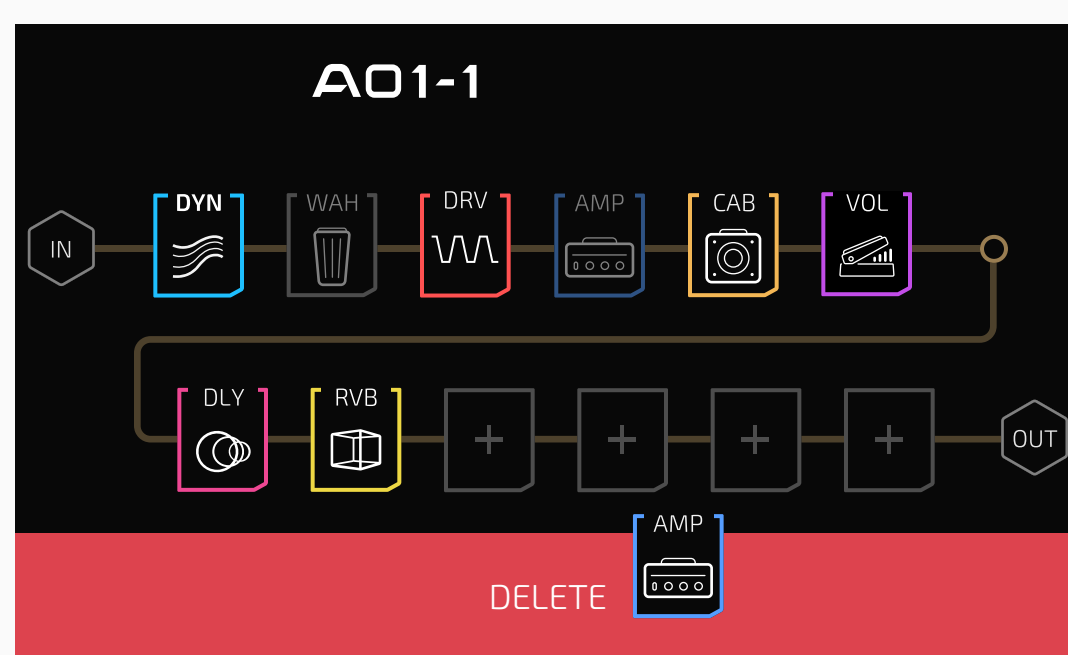 A01-1
IN DYN WAH DRV AMP CAB VOL
DLY RVB + + + + OUT
AMP
DELETE